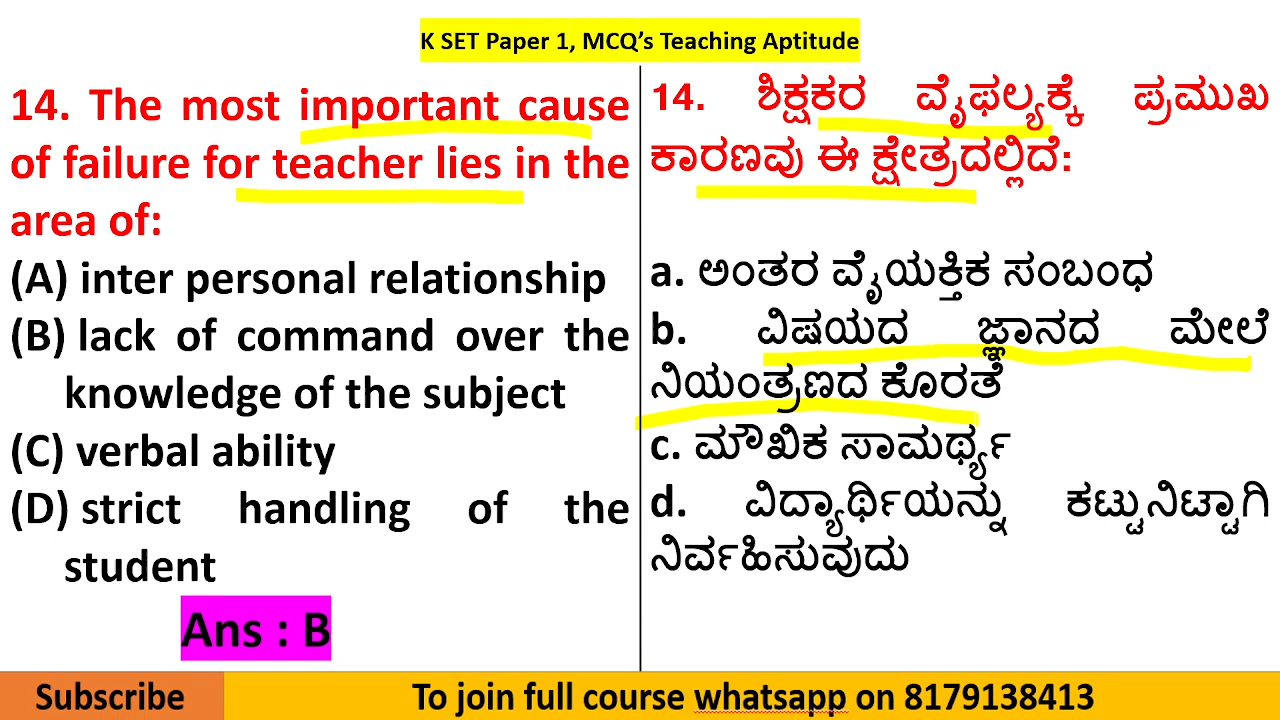 K SET Paper 1, MCQ's Teaching Aptitude
14. The most important cause
of failure for teacher lies in the
area of:
(A) inter personal relationship
(B) lack of command over the
knowledge of the subject
(C) verbal ability
(D) strict handling of the
student
Ans : B
14. ಶಿಕ್ಷಕರ ವೈಫಲ್ಯಕ್ಕೆ ಪ್ರಮುಖ
ಕಾರಣವು ಈ ಕ್ಷೇತ್ರದಲ್ಲಿದೆ:
a. ಅಂತರ ವೈಯಕ್ತಿಕ ಸಂಬಂಧ
b. ವಿಷಯದ ಜ್ಞಾನದ ಮೇಲೆ
ನಿಯಂತ್ರಣದ ಕೊರತೆ
c. ಮೌಖಿಕ ಸಾಮರ್ಥ್ಯ
d. ವಿದ್ಯಾರ್ಥಿಯನ್ನು ಕಟ್ಟುನಿಟ್ಟಾಗಿ
ನಿರ್ವಹಿಸುವುದು
Subscribe
To join full course whatsapp on 8179138413